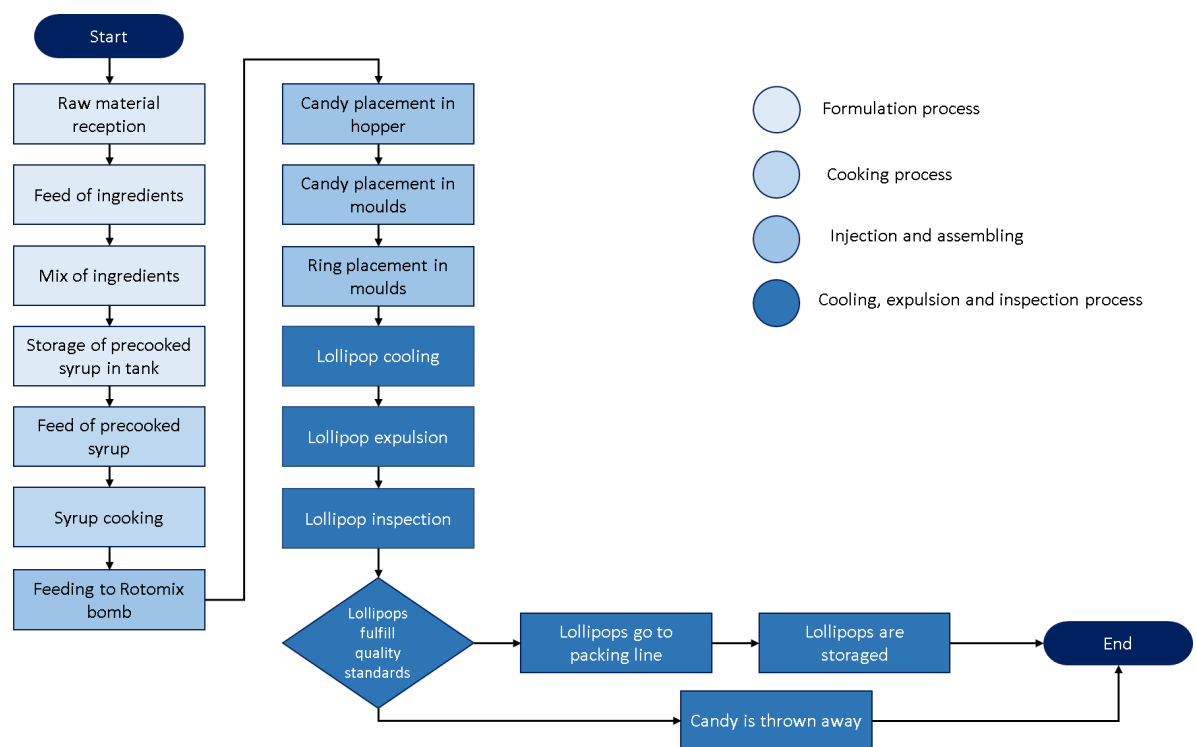 Start
Raw material
reception
Feed of ingredients
Mix of ingredients
Storage of precooked
syrup in tank
Feed of precooked
syrup
Syrup cooking
Feeding to Rotomix
bomb
Candy placement in
hopper
Candy placement in
moulds
Ring placement in
moulds
Lollipop cooling
Lollipop expulsion
Lollipop inspection
Lollipops
fulfill
quality
standards
Lollipops go to
packing line
Lollipops are
storaged
Candy is thrown away
End
Formulation process
Cooking process
Injection and assembling
Cooling, expulsion and inspection process